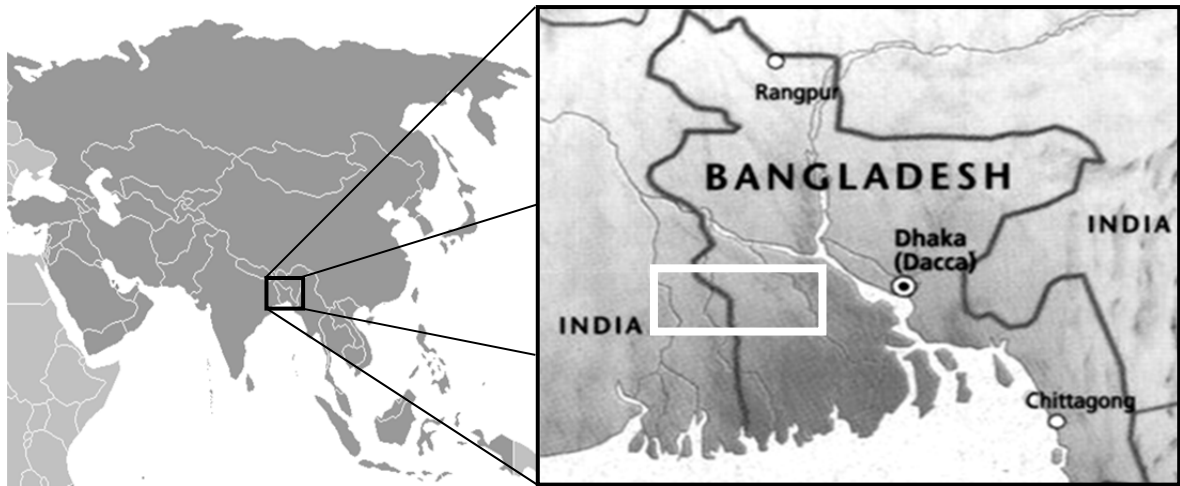 Rangpur
BANGLADESH
INDIA
Dhaka
(Dacca)
INDIA
Chittagong